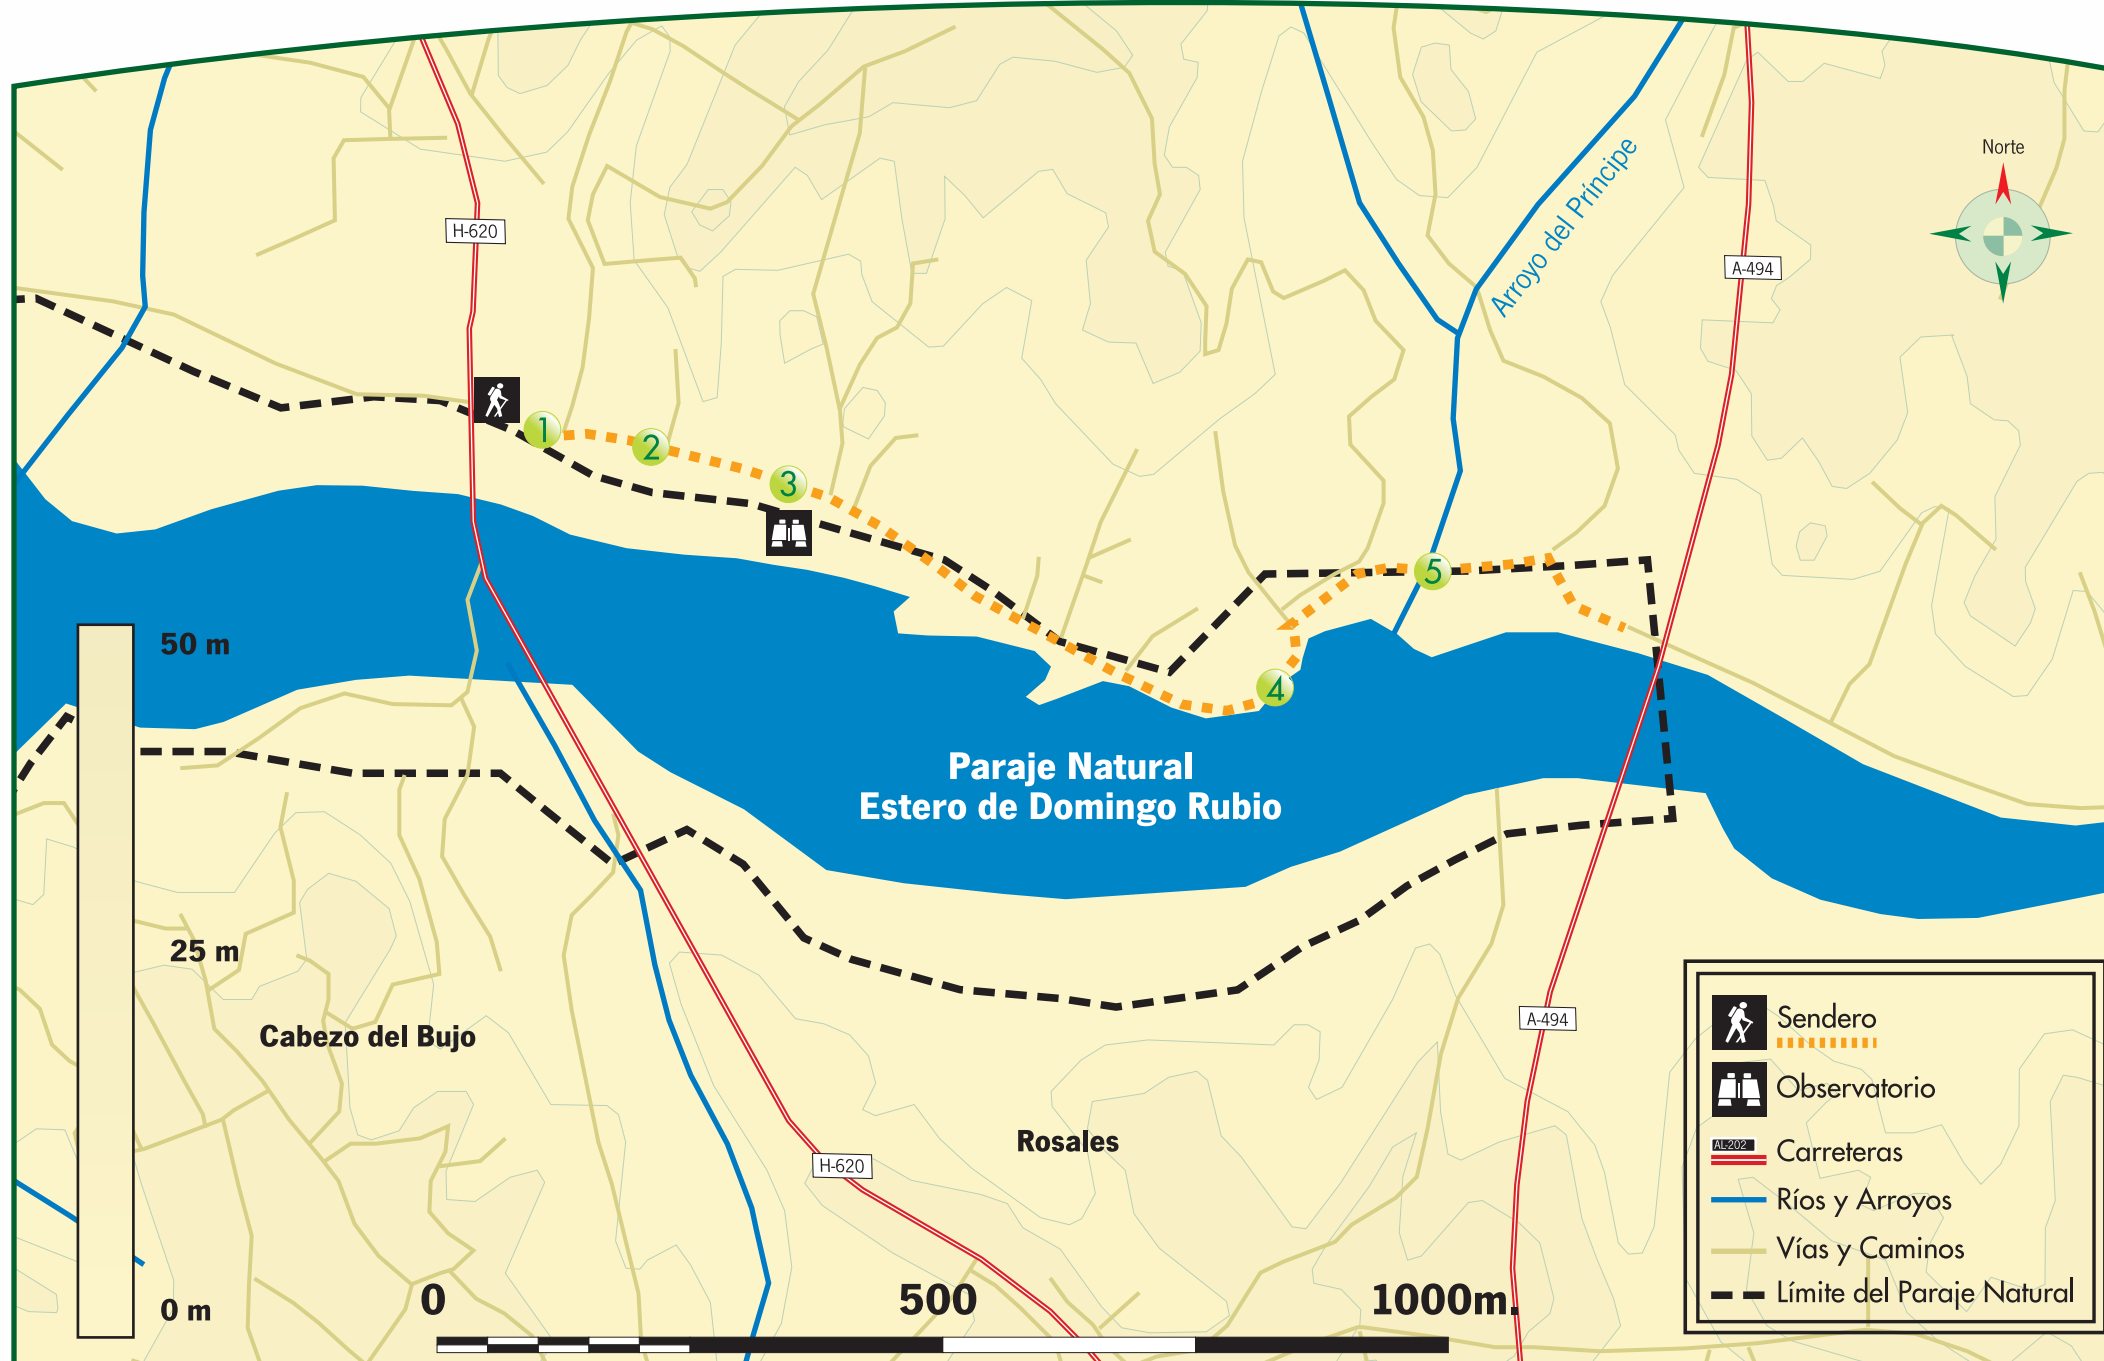 Norte
Arroyo del Príncipe
H-620
A-494
1
2
3
5
4
50 m
Paraje Natural
Estero de Domingo Rubio
25 m
Cabezo del Bujo
A-494
Rosales
H-620
0 m
0
500
1000m.
Sendero
Observatorio
AL-202
Carreteras
Ríos y Arroyos
Vías y Caminos
Límite del Paraje Natural